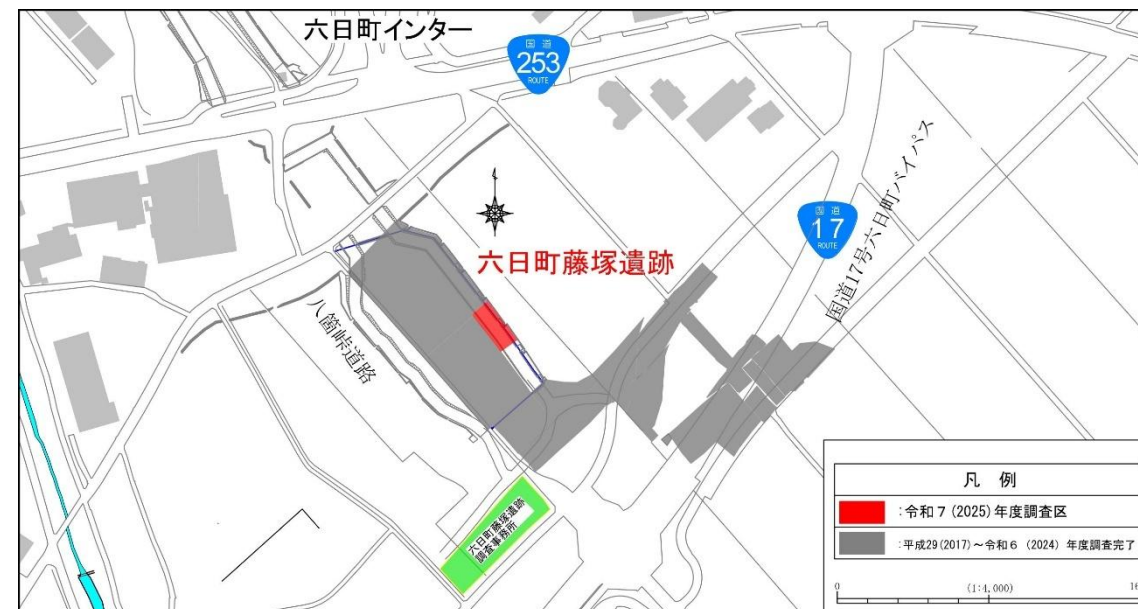 六日町インター
国道
253
ROUTE
国道
17
ROUTE
国道17号六日町バイパス
六日町藤塚遺跡
八箇峠道路
六日町藤塚遺跡
調査事務所
凡 例
:令和7(2025)年度調査区
:平成29(2017)～令和6(2024)年度調査完了
0 (1:4,000) 16